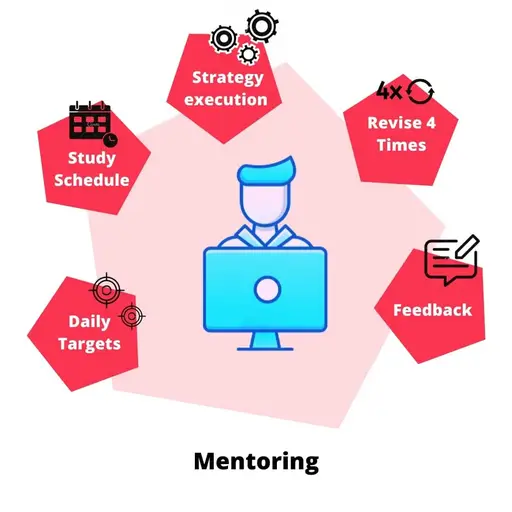 Strategy
execution
4x
Revise 4
Times
Study
Schedule
Feedback
Daily
Targets
Mentoring